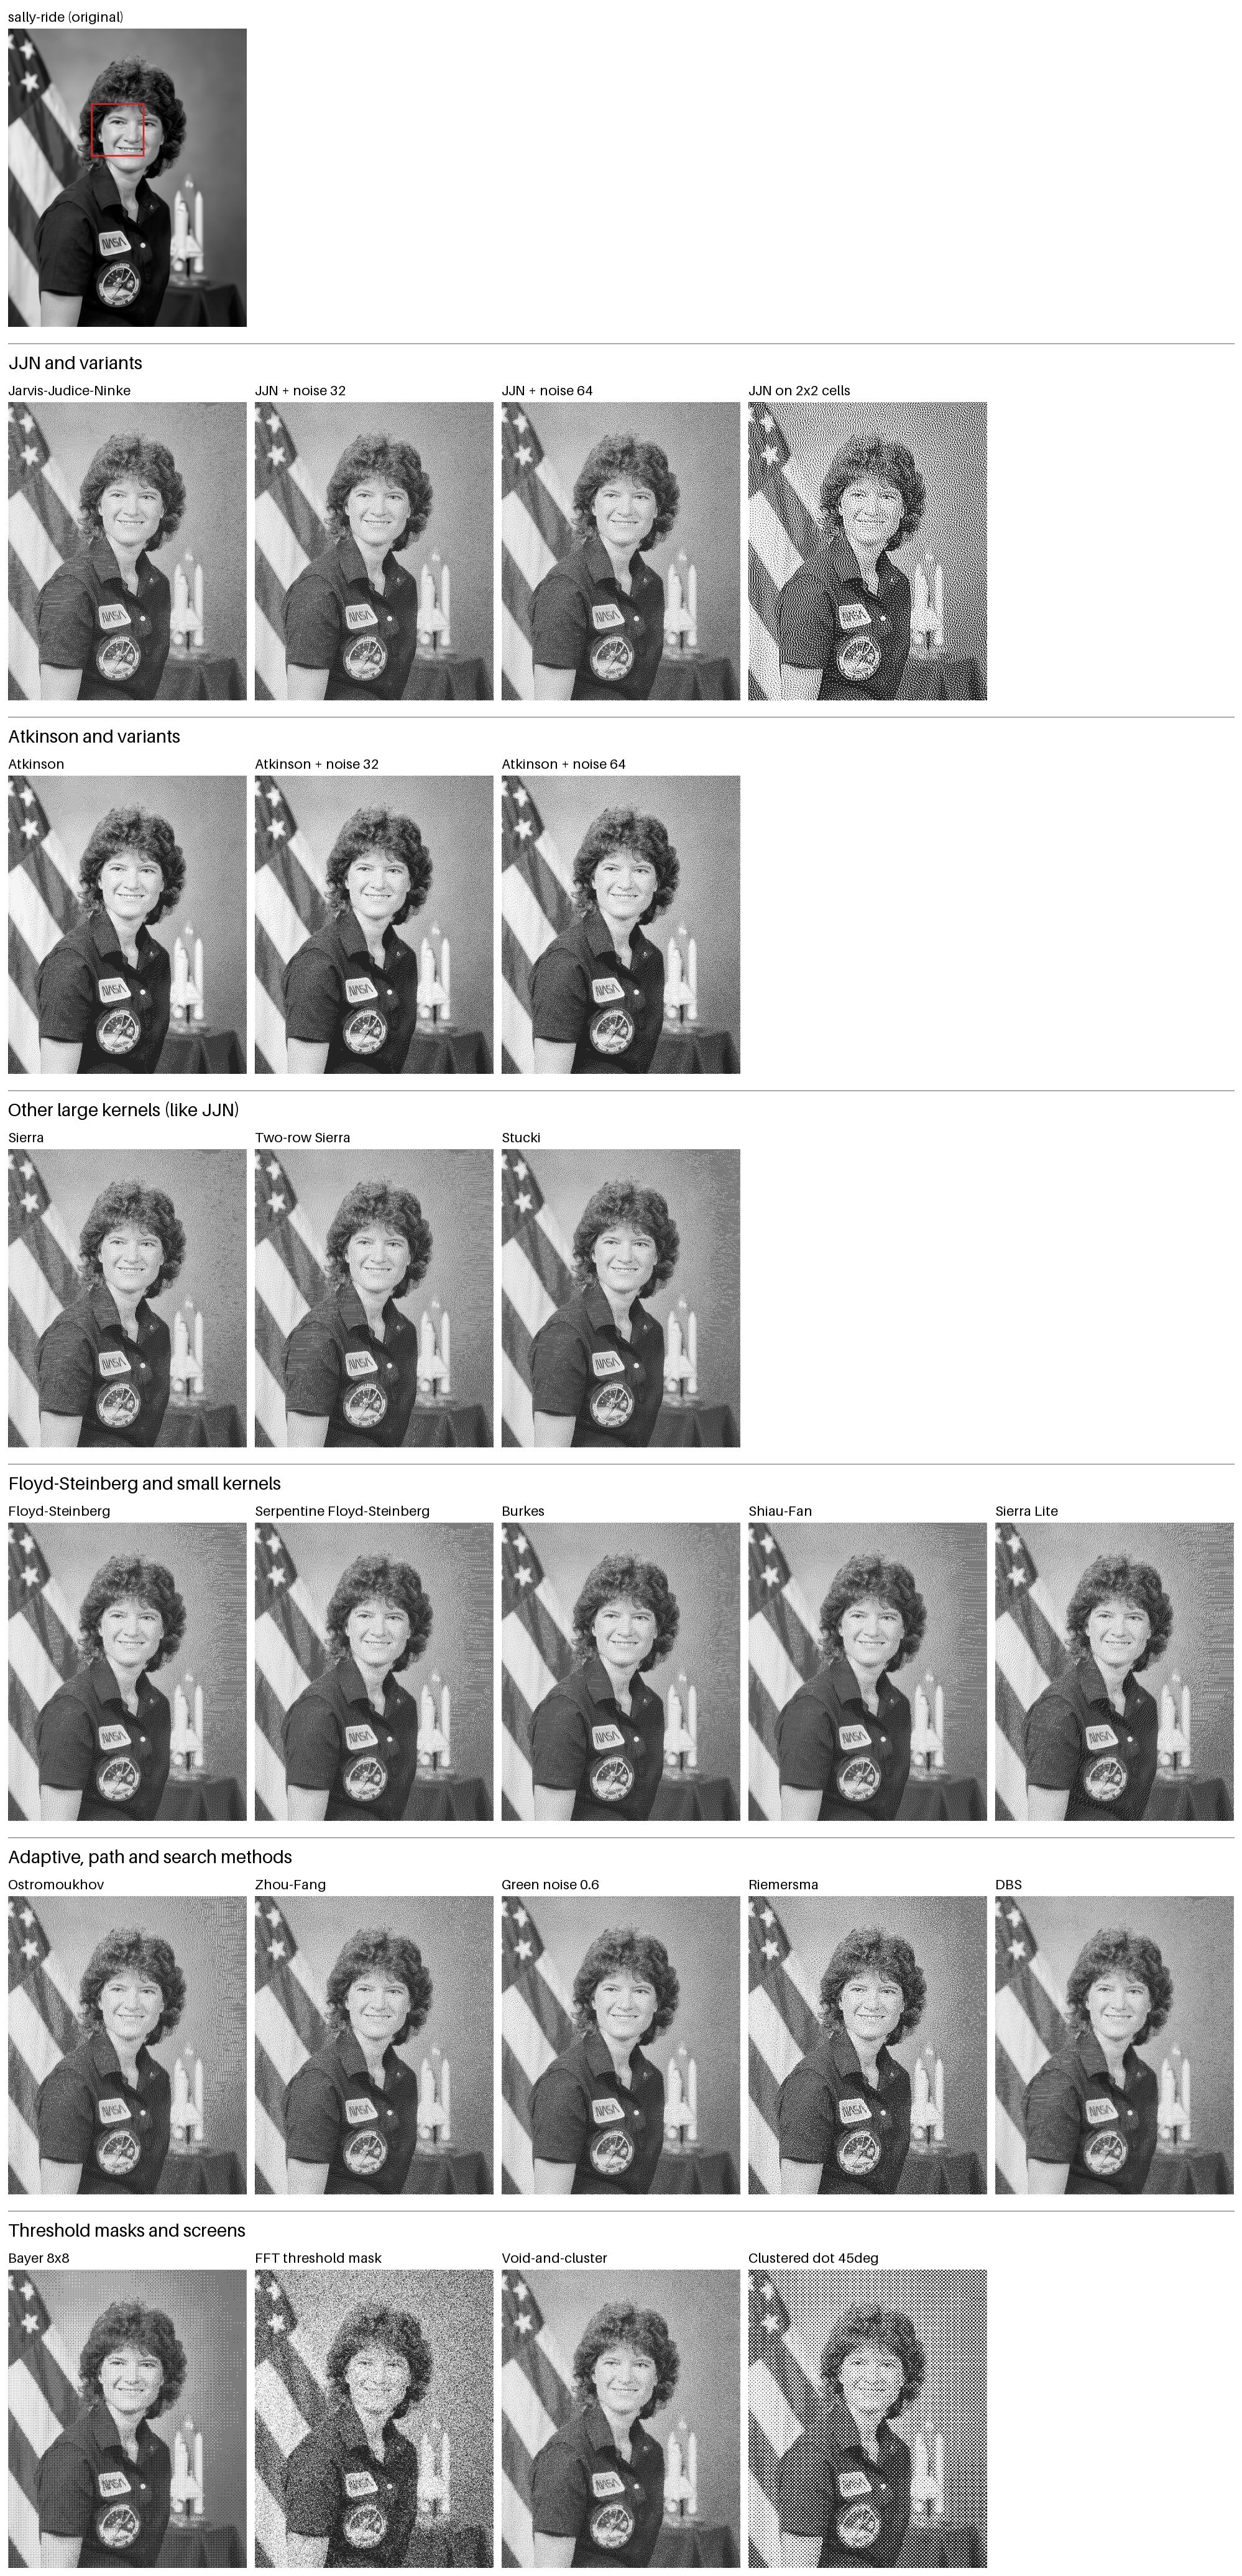 sally-ride (original)
JJN and variants
Jarvis-Judice-Ninke
JJN + noise 32
JJN + noise 64
JJN on 2x2 cells
Atkinson and variants
Atkinson
Atkinson + noise 32
Atkinson + noise 64
Other large kernels (like JJN)
Sierra
Two-row Sierra
Stucki
Floyd-Steinberg and small kernels
Floyd-Steinberg
Serpentine Floyd-Steinberg
Burkes
Shiau-Fan
Sierra Lite
Adaptive, path and search methods
Ostromoukhov
Zhou-Fang
Green noise 0.6
Riemersma
DBS
Threshold masks and screens
Bayer 8x8
FFT threshold mask
Void-and-cluster
Clustered dot 45deg